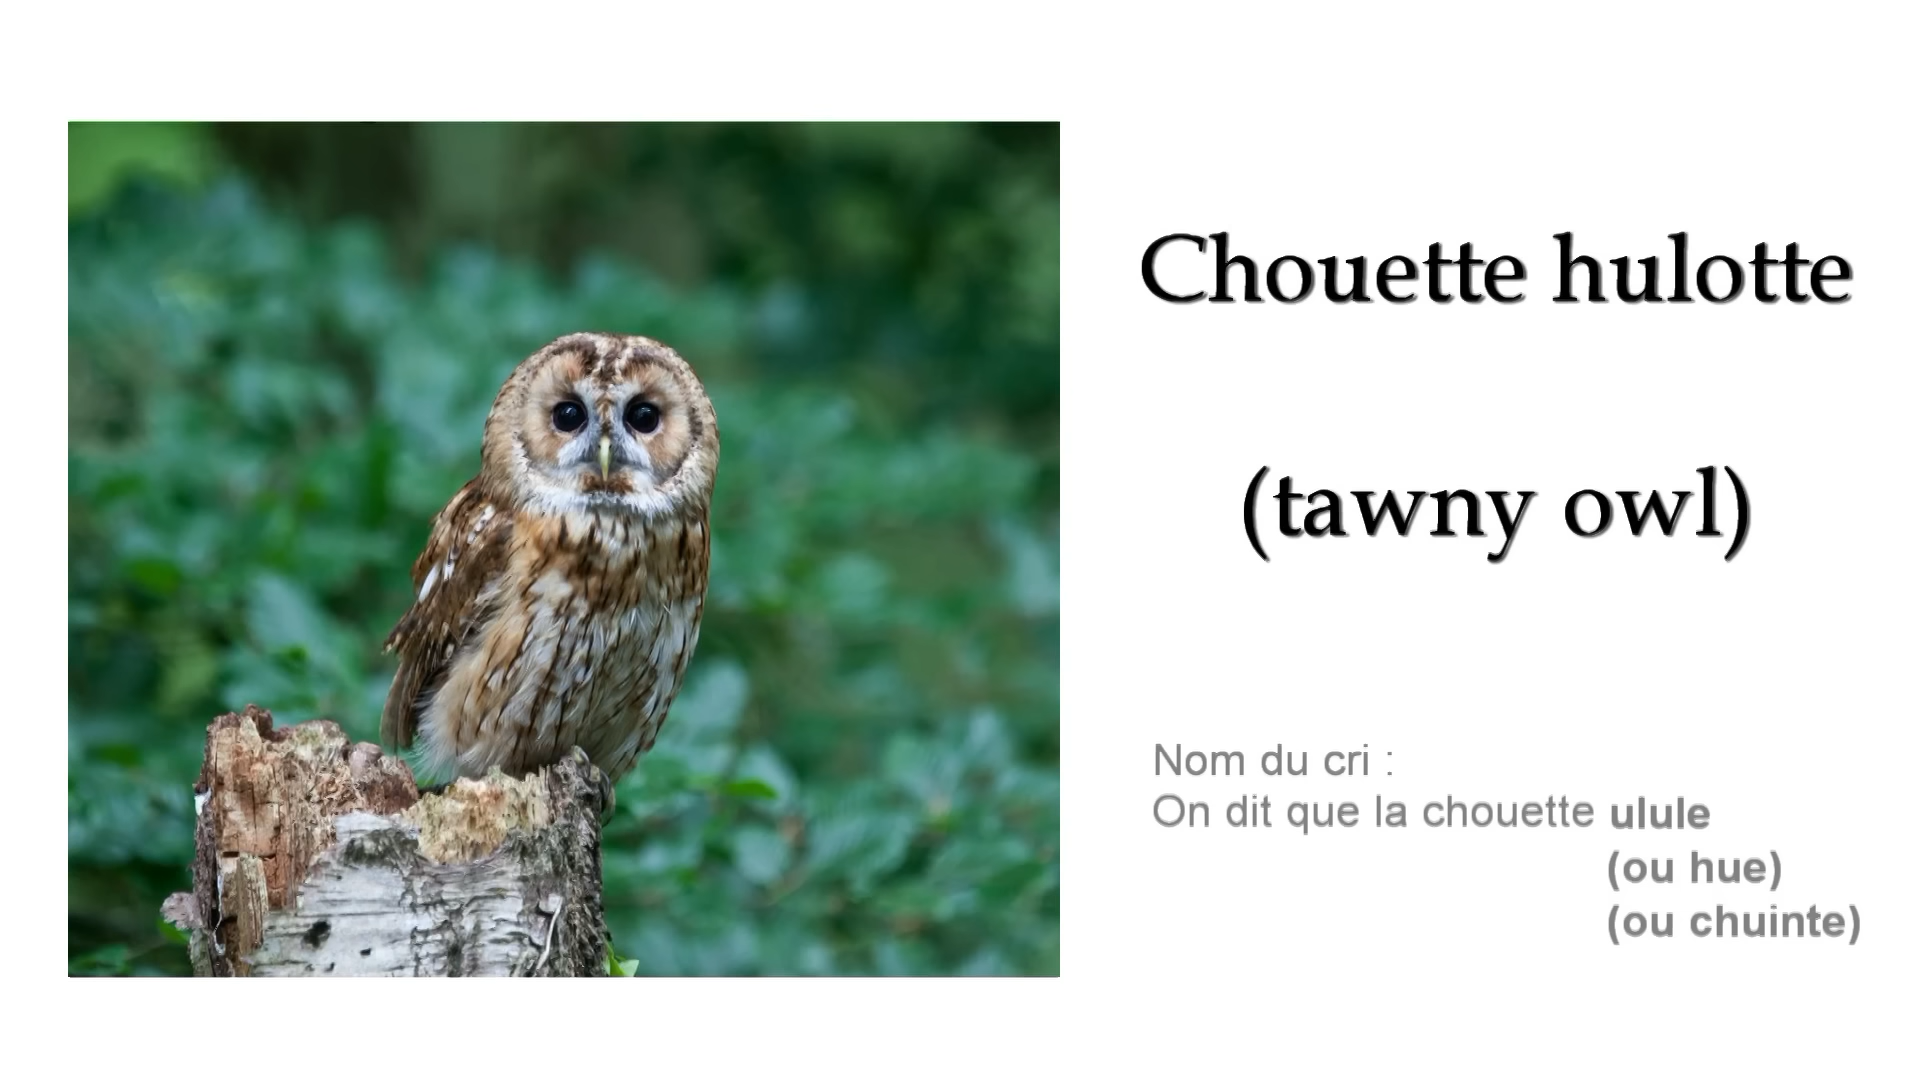 Chouette hulotte
(tawny owl)
Nom du cri :
On dit que la chouette ulule
(ou hue)
(ou chuinte)